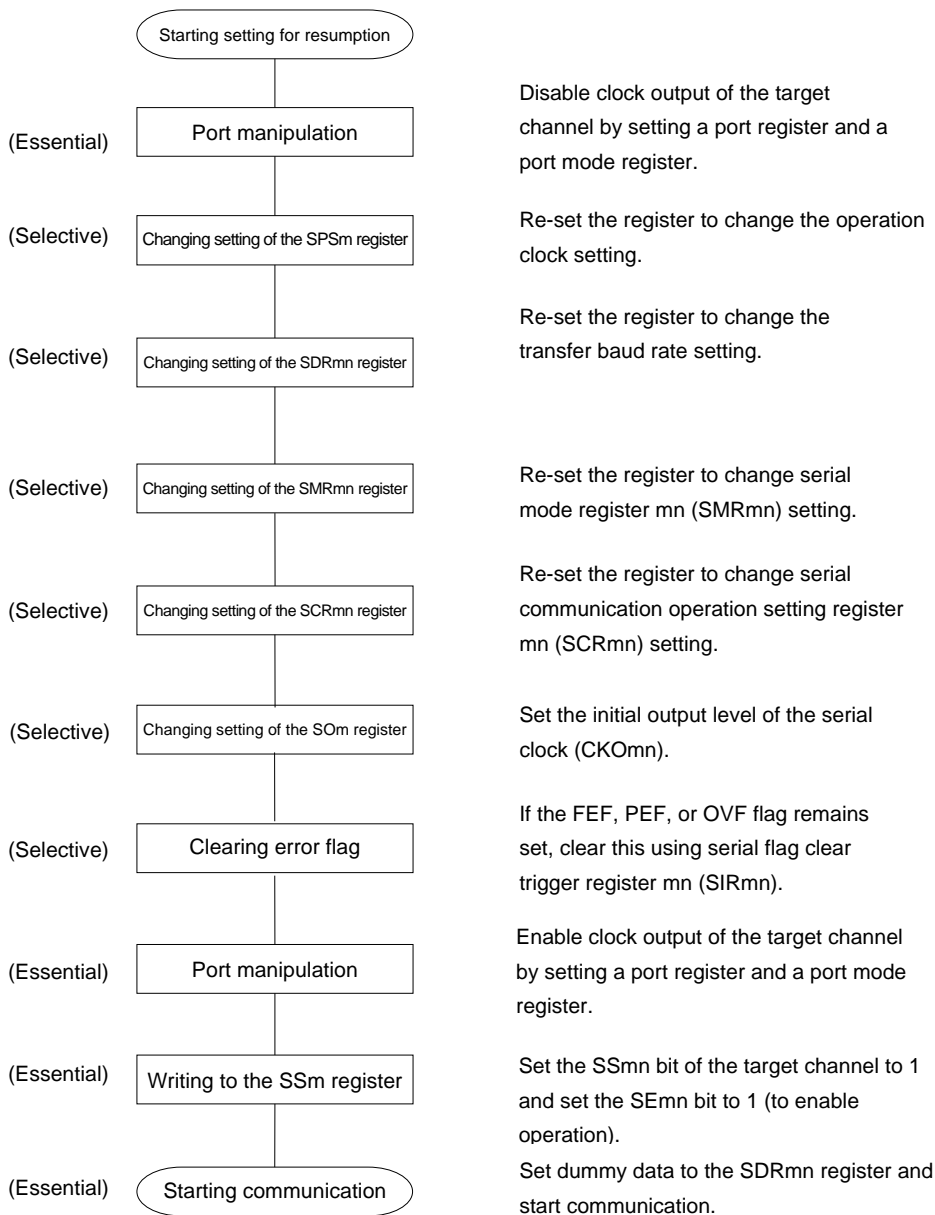 Starting setting for resumption
(Essential)
Port manipulation
Disable clock output of the target
channel by setting a port register and a
port mode register.
(Selective)
Changing setting of the SPSm register
Re-set the register to change the operation
clock setting.
(Selective)
Changing setting of the SDRmn register
Re-set the register to change the
transfer baud rate setting.
(Selective)
Changing setting of the SMRmn register
Re-set the register to change serial
mode register mn (SMRmn) setting.
(Selective)
Changing setting of the SCRmn register
Re-set the register to change serial
communication operation setting register
mn (SCRmn) setting.
(Selective)
Changing setting of the SOm register
Set the initial output level of the serial
clock (CKOmn).
(Selective)
Clearing error flag
If the FEF, PEF, or OVF flag remains
set, clear this using serial flag clear
trigger register mn (SIRmn).
(Essential)
Port manipulation
Enable clock output of the target channel
by setting a port register and a port mode
register.
(Essential)
Writing to the SSm register
Set the SSmn bit of the target channel to 1
and set the SEmn bit to 1 (to enable
operation).
(Essential)
Starting communication
Set dummy data to the SDRmn register and
start communication.